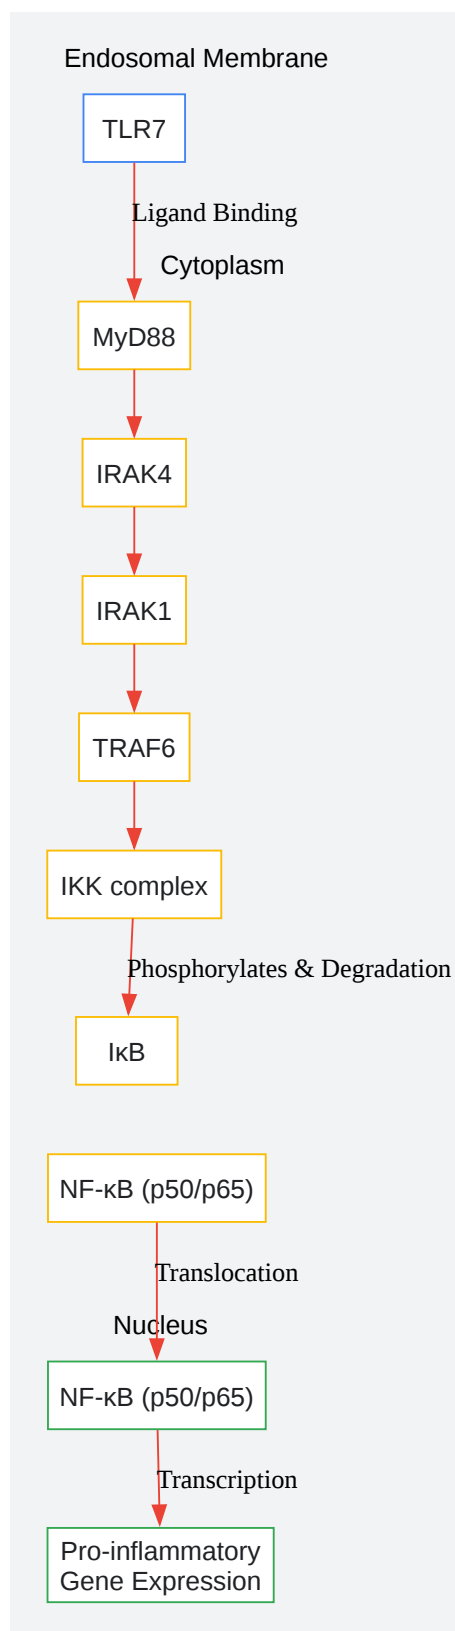 Endosomal Membrane
TLR7
Ligand Binding
Cytoplasm
MyD88
IRAK4
IRAK1
TRAF6
IKK complex
Phosphorylates & Degradation
IκB
NF-κB (p50/p65)
Translocation
Nucleus
NF-κB (p50/p65)
Transcription
Pro-inflammatory
Gene Expression